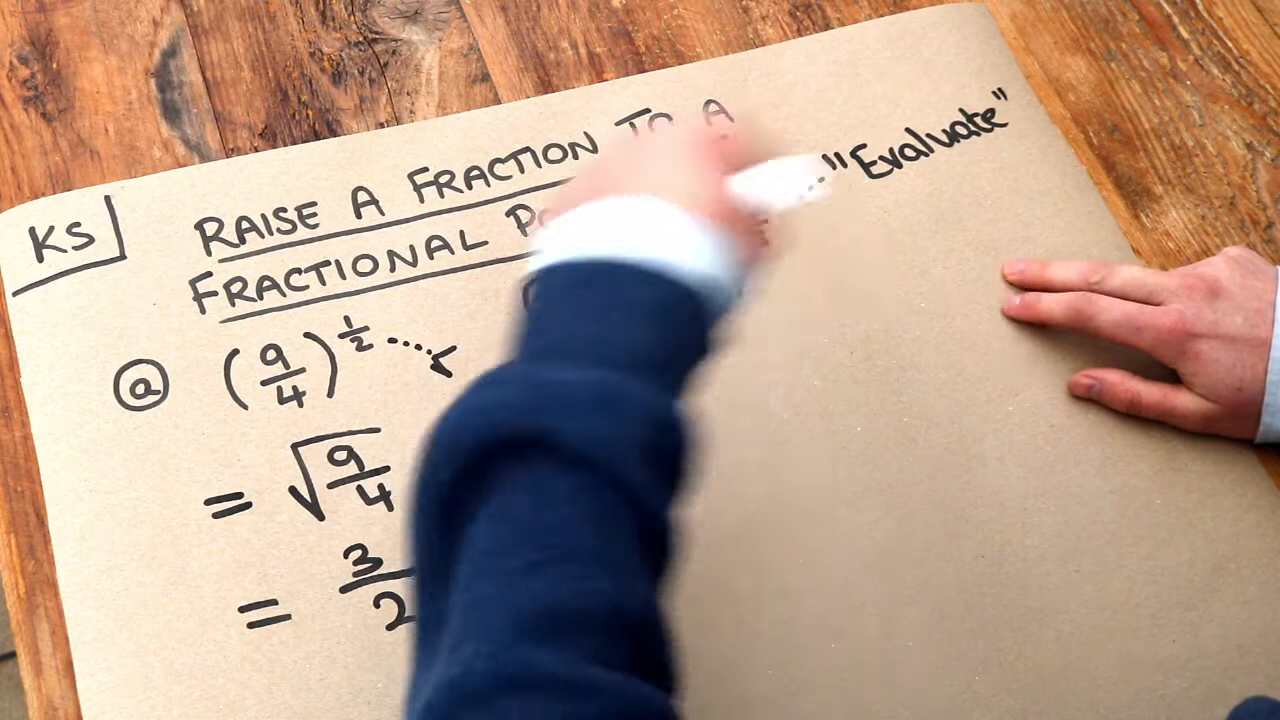 KS
RAISE A FRACTION TO A
FRACTIONAL
"Evaluate"
ⓐ (9/4)^1/2
= √9/4
= 3/2